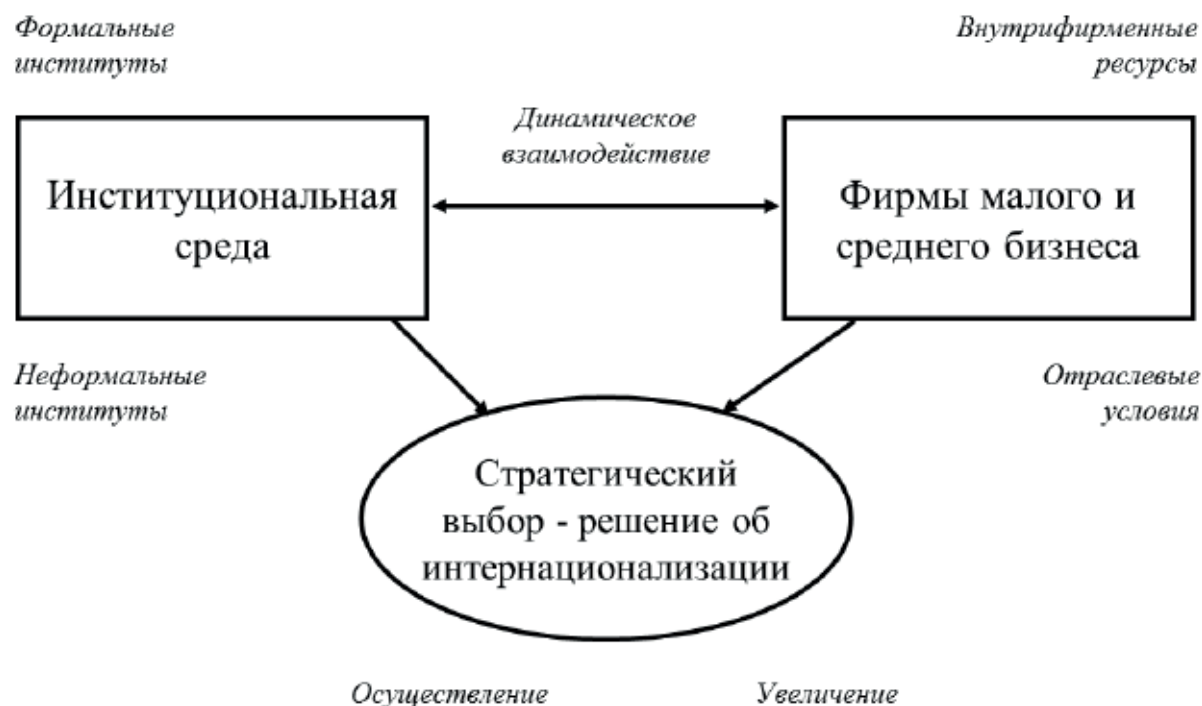 Формальные
институты
Внутрифирменные
ресурсы
Динамическое
взаимодействие
Институциональная
среда
Фирмы малого и
среднего бизнеса
Неформальные
институты
Отраслевые
условия
Стратегический
выбор - решение об
интернационализации
Осуществление
Увеличение